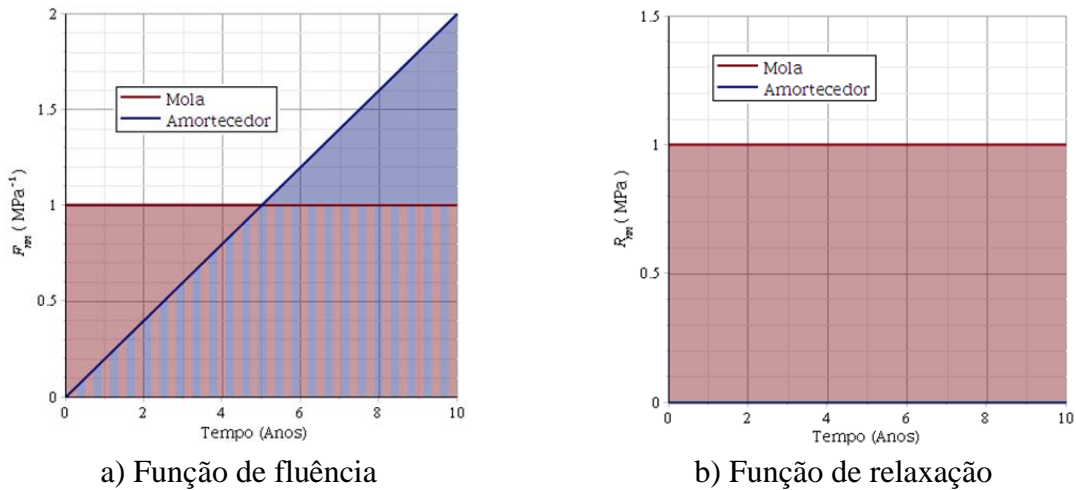 2
1.5
1
0.5
0
F_nn ( MPa⁻¹ )
Mola
Amortecedor
0 2 4 6 8 10
Tempo (Anos)
a) Função de fluência
1.5
1
0.5
0
R_nn ( MPa )
Mola
Amortecedor
0 2 4 6 8 10
Tempo (Anos)
b) Função de relaxação